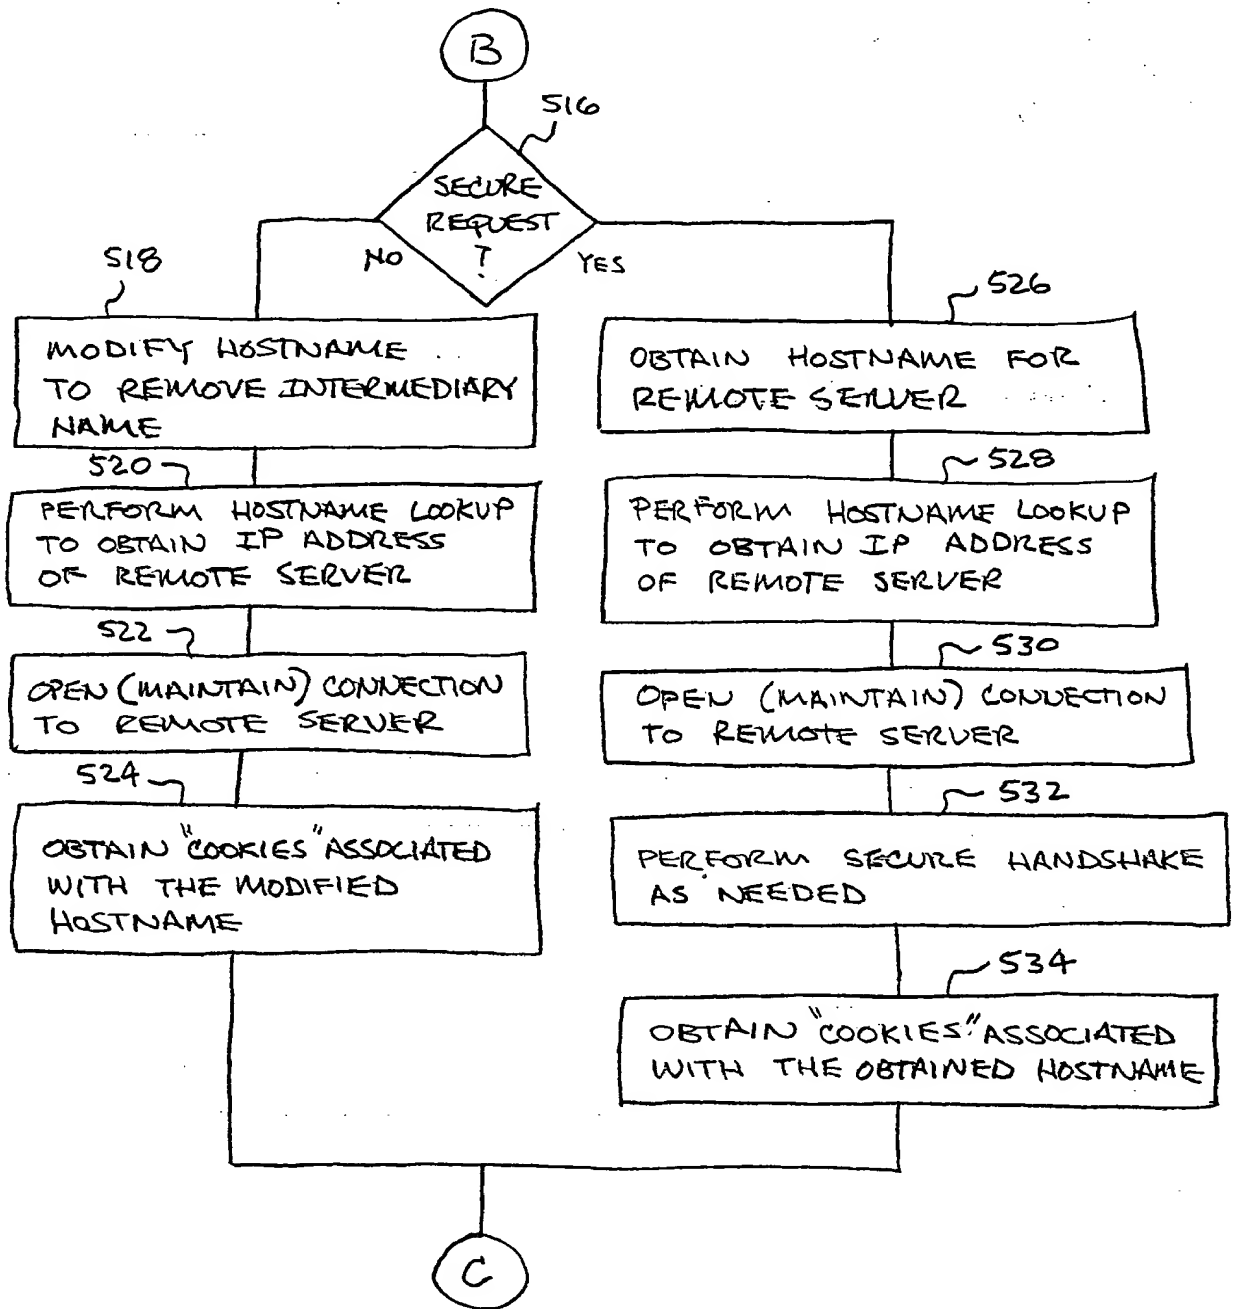 B
516
SECURE
REQUEST
?
NO
YES
518
MODIFY HOSTNAME
TO REMOVE INTERMEDIARY
NAME
520
PERFORM HOSTNAME LOOKUP
TO OBTAIN IP ADDRESS
OF REMOTE SERVER
522
OPEN (MAINTAIN) CONNECTION
TO REMOTE SERVER
524
OBTAIN "COOKIES" ASSOCIATED
WITH THE MODIFIED
HOSTNAME
526
OBTAIN HOSTNAME FOR
REMOTE SERVER
528
PERFORM HOSTNAME LOOKUP
TO OBTAIN IP ADDRESS
OF REMOTE SERVER
530
OPEN (MAINTAIN) CONNECTION
TO REMOTE SERVER
532
PERFORM SECURE HANDSHAKE
AS NEEDED
534
OBTAIN "COOKIES" ASSOCIATED
WITH THE OBTAINED HOSTNAME
C